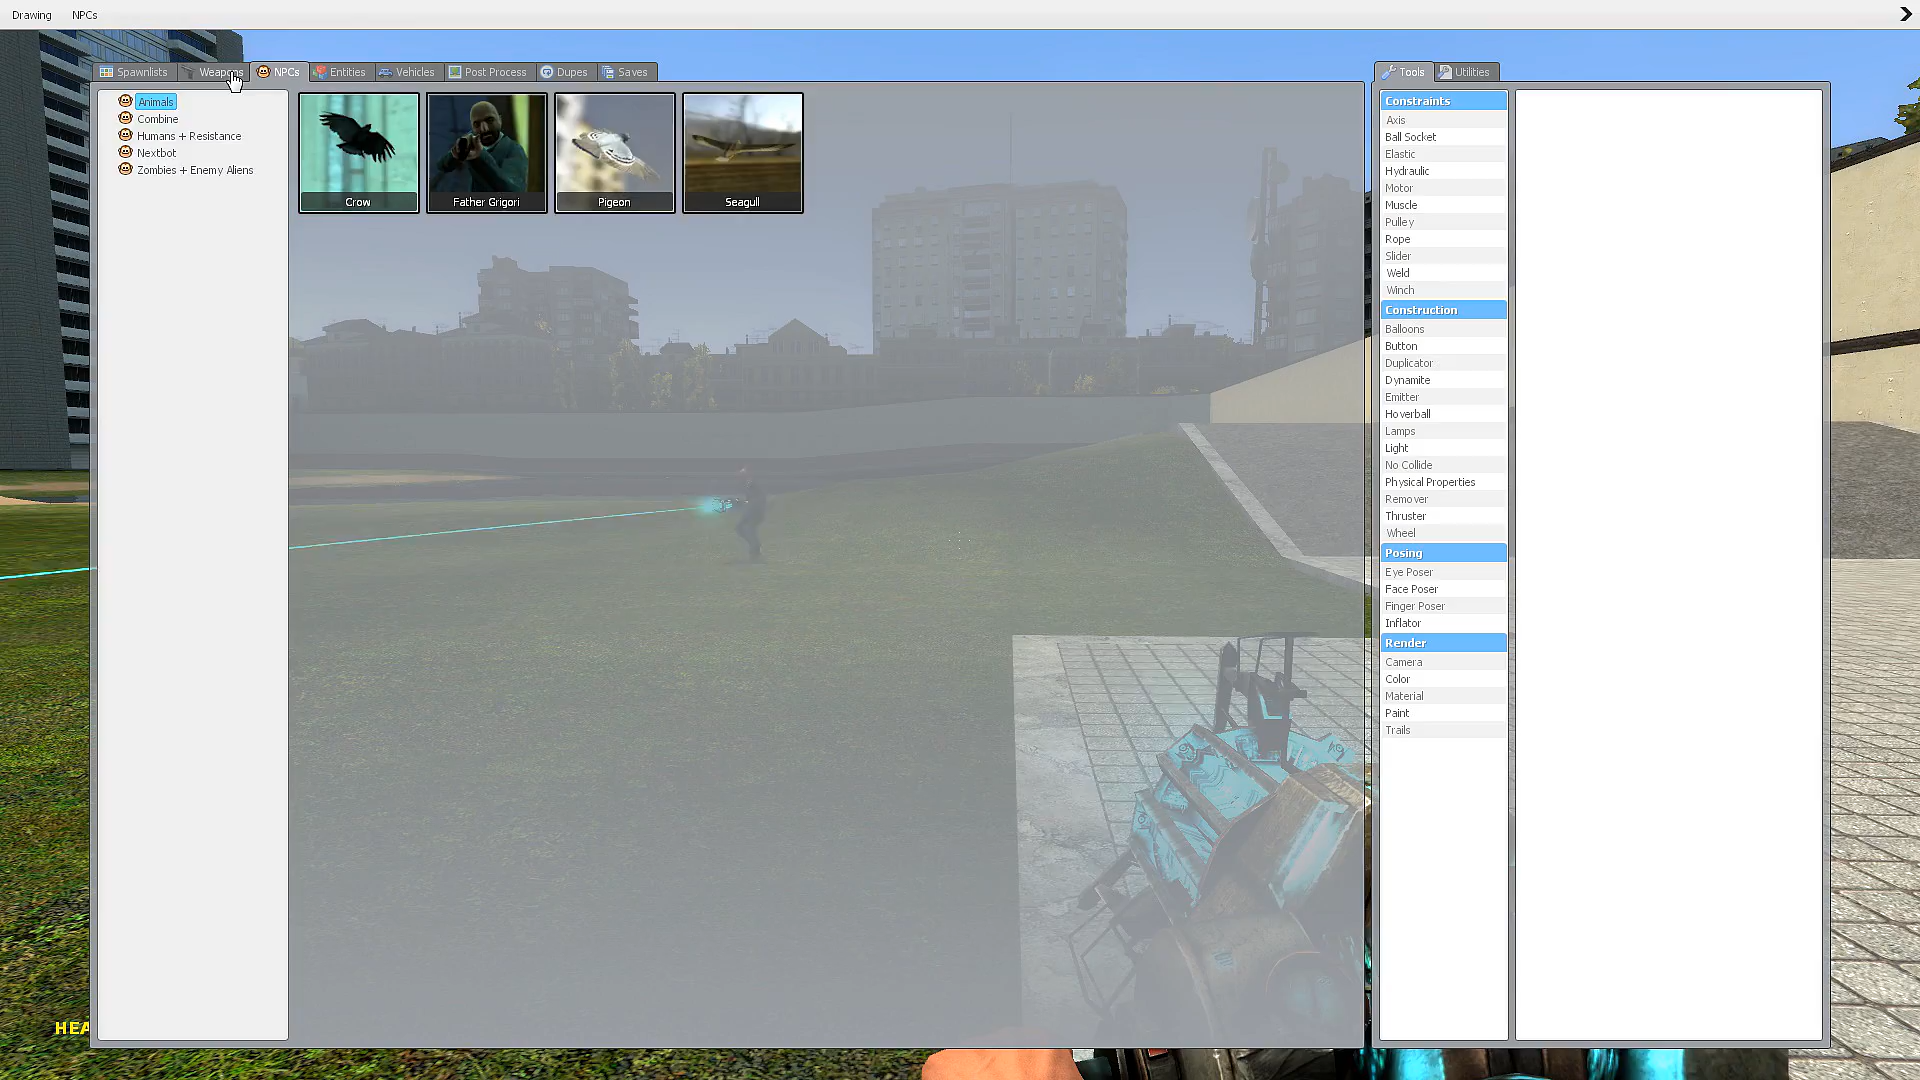 Drawing NPCs
Spawnlists Weapons NPCs Entities Vehicles Post Process Dupes Saves
Tools Utilities
Animals
Combine
Humans + Resistance
Nextbot
Zombies + Enemy Aliens
Crow
Father Grigori
Pigeon
Seagull
Constraints
Axis
Ball Socket
Elastic
Hydraulic
Motor
Muscle
Pulley
Rope
Slider
Weld
Winch
Construction
Balloons
Button
Duplicator
Dynamite
Emitter
Hoverball
Lamps
Light
No Collide
Physical Properties
Remover
Thruster
Wheel
Posing
Eye Poser
Face Poser
Finger Poser
Inflator
Render
Camera
Color
Material
Paint
Trails
HEA